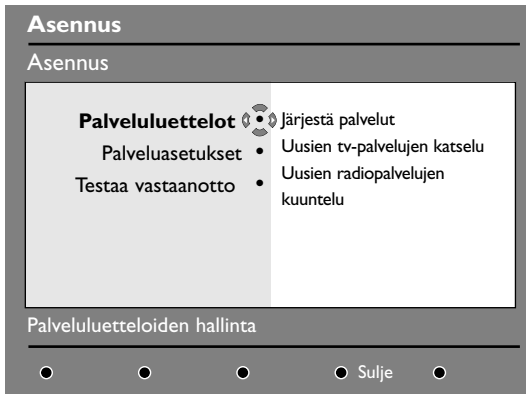 Asennus
Asennus
Palveluluettelot
Palveluasetukset
Testaa vastaanotto
Järjestä palvelut
Uusien tv-palvelujen katselu
Uusien radiopalvelujen
kuuntelu
Palveluluetteloiden hallinta
Sulje